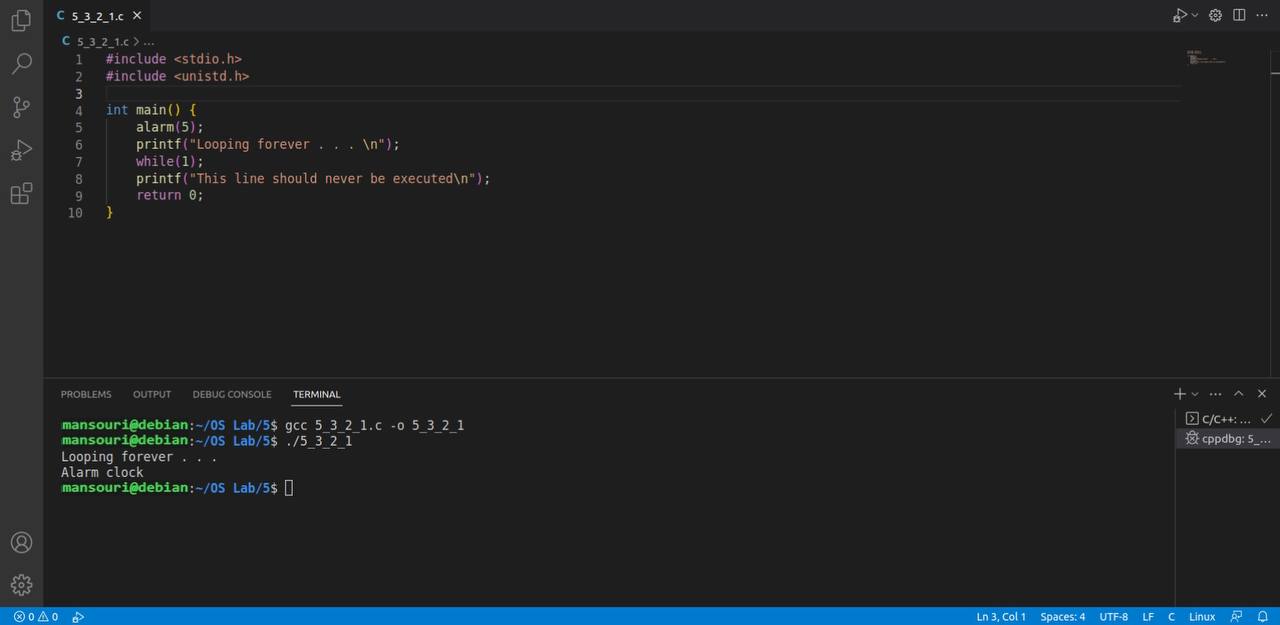 5_3_2_1.c
5_3_2_1.c > ...
1 #include <stdio.h>
2 #include <unistd.h>
3
4 int main() {
5 alarm(5);
6 printf("Looping forever . . . \n");
7 while(1);
8 printf("This line should never be executed\n");
9 return 0;
10 }
PROBLEMS OUTPUT DEBUG CONSOLE TERMINAL
mansouri@debian:~/OS Lab/5$ gcc 5_3_2_1.c -o 5_3_2_1
mansouri@debian:~/OS Lab/5$ ./5_3_2_1
Looping forever . . .
Alarm clock
mansouri@debian:~/OS Lab/5$
C/C++: ...
cppdbg: 5_...
0 0 Ln 3, Col 1 Spaces: 4 UTF-8 LF C Linux